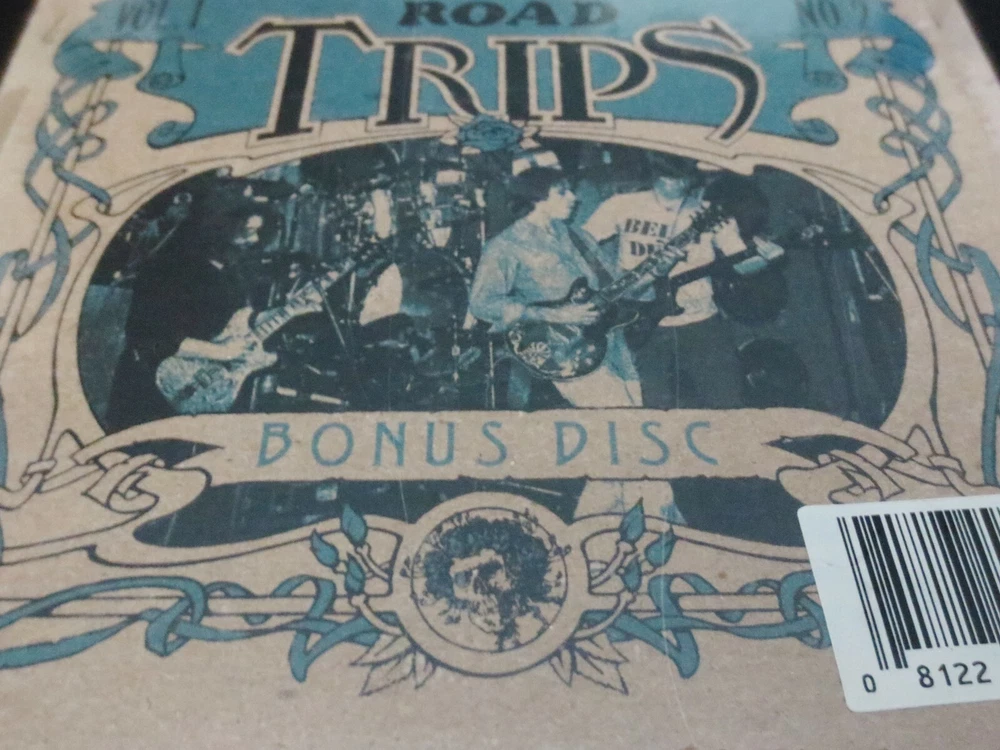 VOL. 1
ROAD
NO. 2
TRIPS
BONUS DISC
0 8122